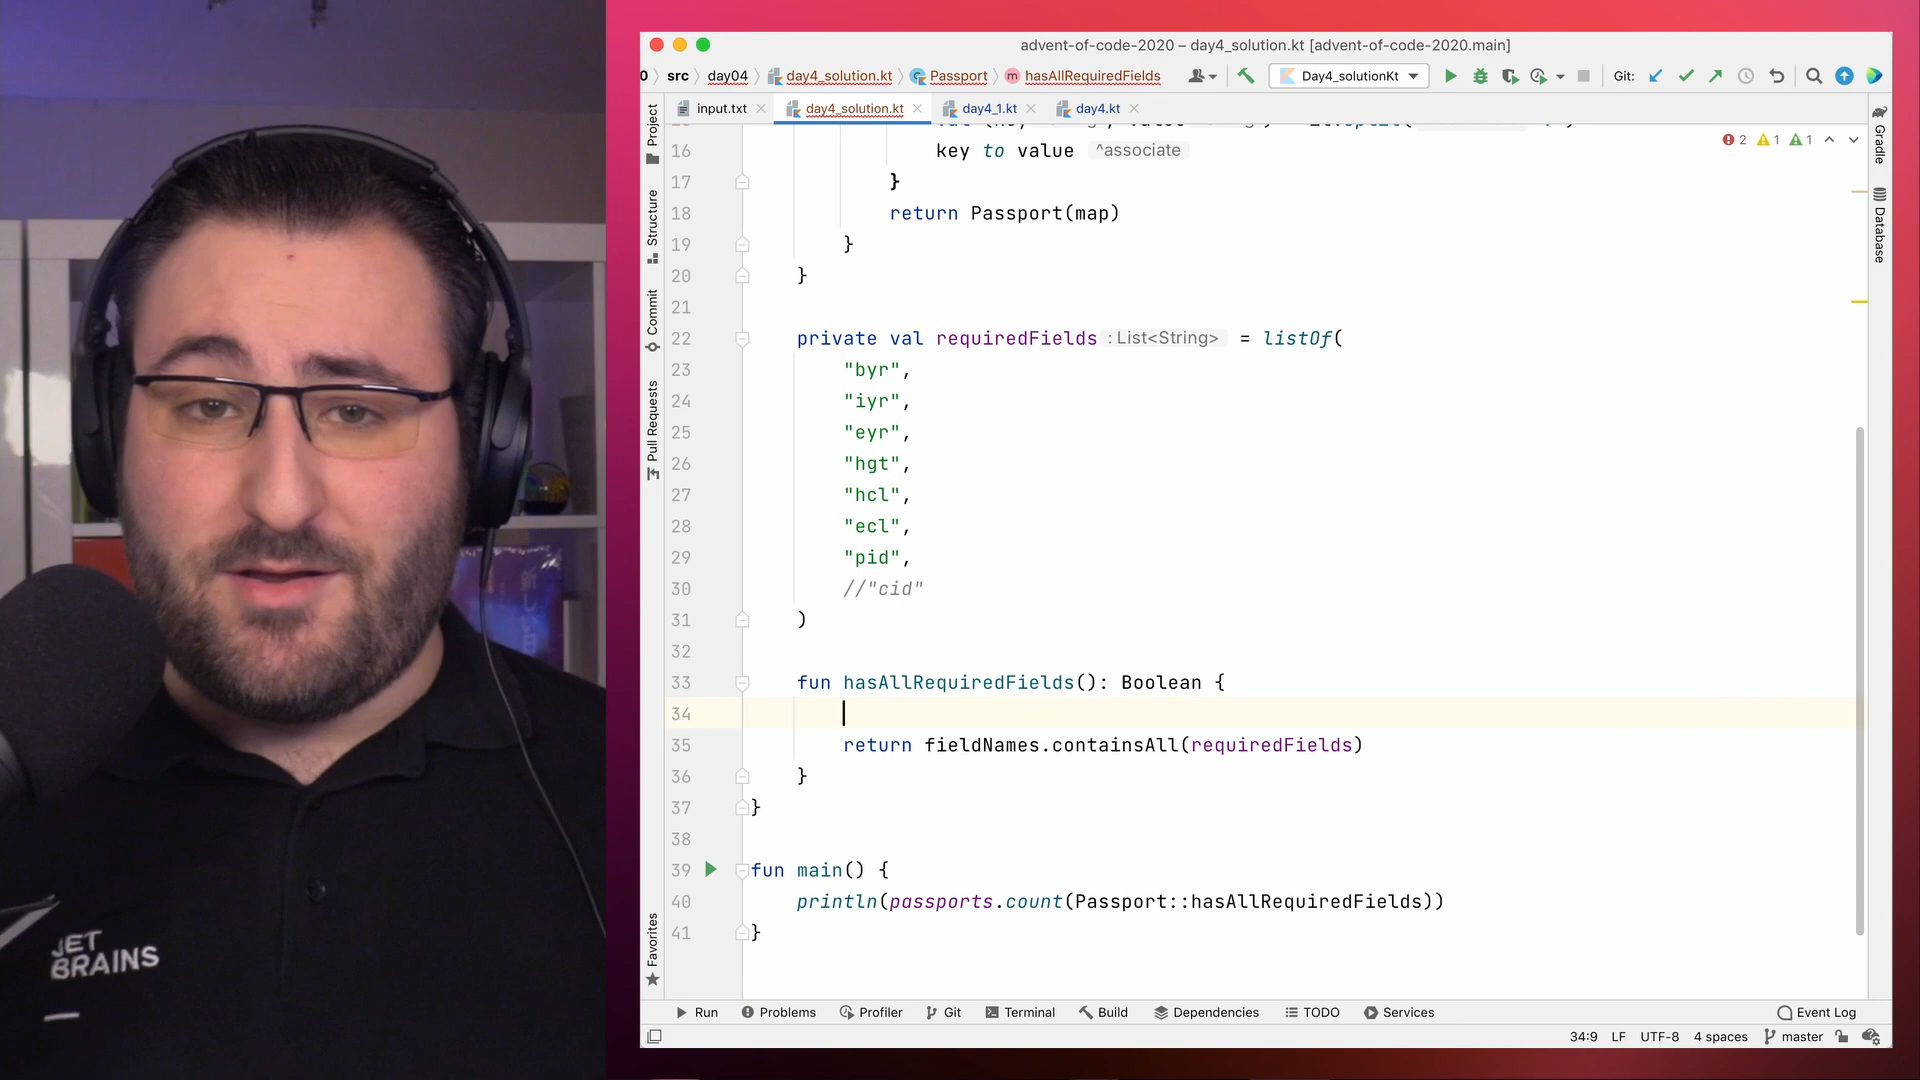 JET
BRAINS
advent-of-code-2020 – day4_solution.kt [advent-of-code-2020.main]
0 src day04 day4_solution.kt Passport hasAllRequiredFields Day4_solutionKt Git:
input.txt day4_solution.kt day4_1.kt day4.kt
2 1 1
16 key to value ^associate
17 }
18 return Passport(map)
19 }
20 }
21
22 private val requiredFields : List<String> = listOf(
23 "byr",
24 "iyr",
25 "eyr",
26 "hgt",
27 "hcl",
28 "ecl",
29 "pid",
30 //"cid"
31 )
32
33 fun hasAllRequiredFields(): Boolean {
34
35 return fieldNames.containsAll(requiredFields)
36 }
37 }
38
39 fun main() {
40 println(passports.count(Passport::hasAllRequiredFields))
41 }
Project
Structure
Commit
Pull Requests
Favorites
Gradle
Database
Run Problems Profiler Git Terminal Build Dependencies TODO Services Event Log
34:9 LF UTF-8 4 spaces master